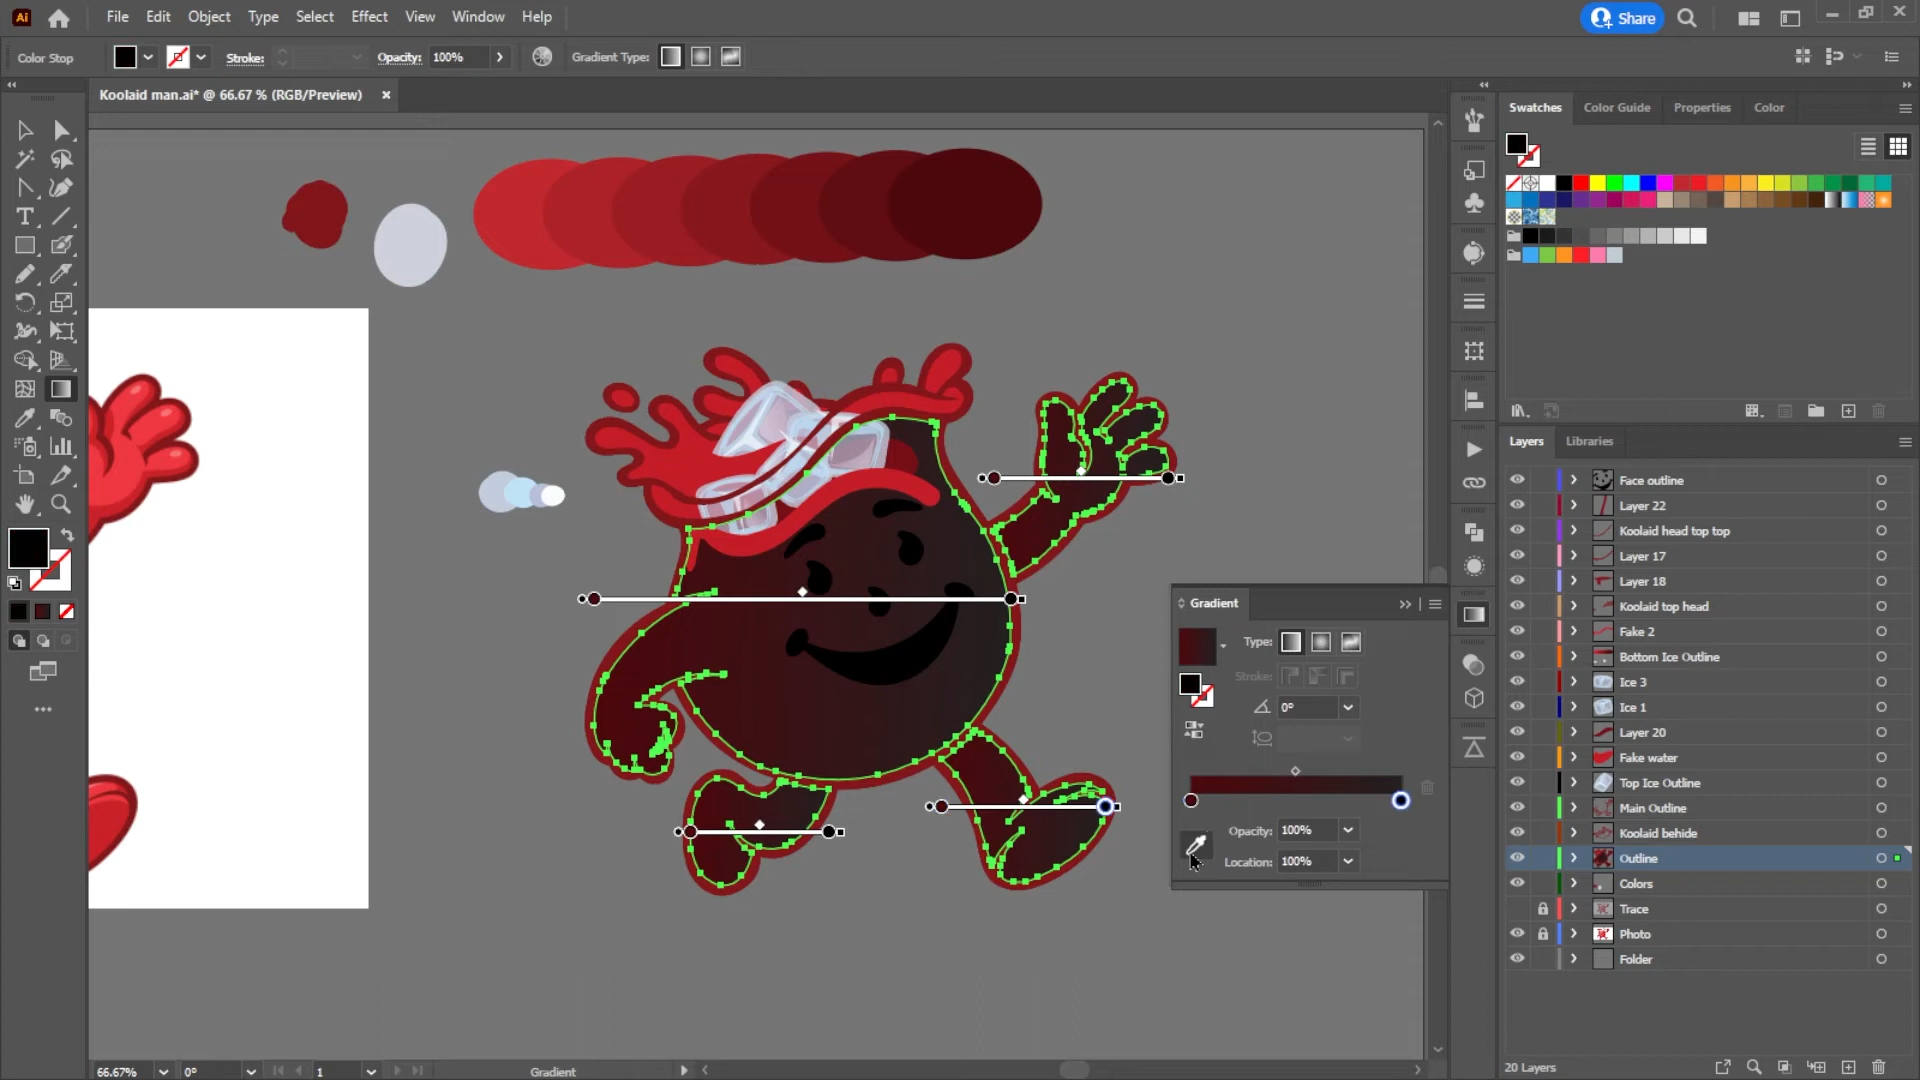 Ai File Edit Object Type Select Effect View Window Help Share
Color Stop Stroke: Opacity: 100% Gradient Type:
Koolaid man.ai* @ 66.67 % (RGB/Preview)
Swatches Color Guide Properties Color
Layers Libraries
Face outline
Layer 22
Koolaid head top top
Layer 17
Layer 18
Koolaid top head
Fake 2
Bottom Ice Outline
Ice 3
Ice 1
Layer 20
Fake water
Top Ice Outline
Main Outline
Koolaid behide
Outline
Colors
Trace
Photo
Folder
20 Layers
Gradient
Type:
Stroke:
0°
Opacity: 100%
Location: 100%
66.67% 0° 1 Gradient